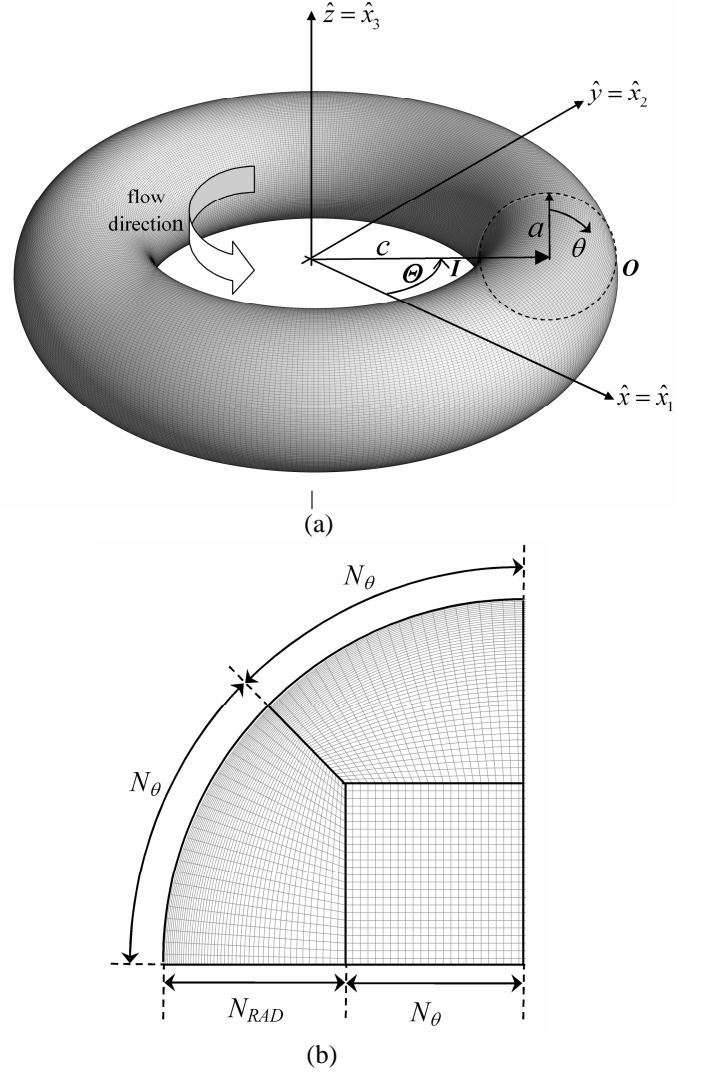 ẑ = x̂₃
ŷ = x̂₂
flow
direction
a
θ
c
Θ
I
O
x̂ = x̂₁
(a)
N_θ
N_θ
N_RAD
N_θ
(b)